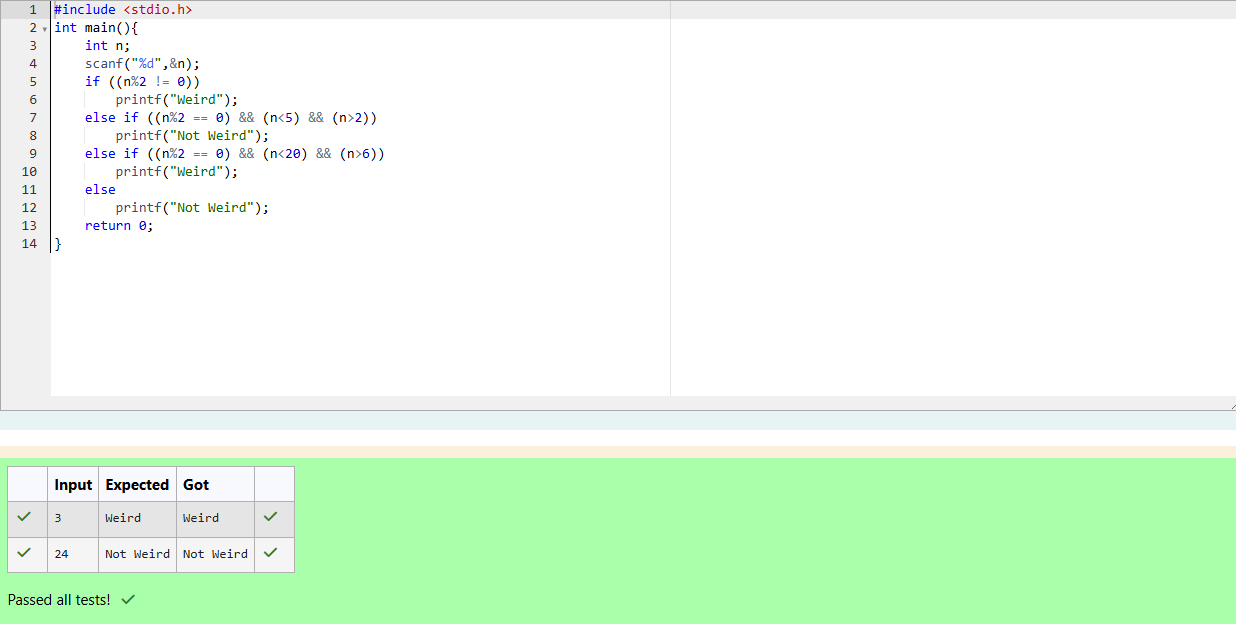 1 #include <stdio.h>
2 int main(){
3 int n;
4 scanf("%d",&n);
5 if ((n%2 != 0))
6 printf("Weird");
7 else if ((n%2 == 0) && (n<5) && (n>2))
8 printf("Not Weird");
9 else if ((n%2 == 0) && (n<20) && (n>6))
10 printf("Weird");
11 else
12 printf("Not Weird");
13 return 0;
14 }
Input Expected Got
3 Weird Weird
24 Not Weird Not Weird
Passed all tests!